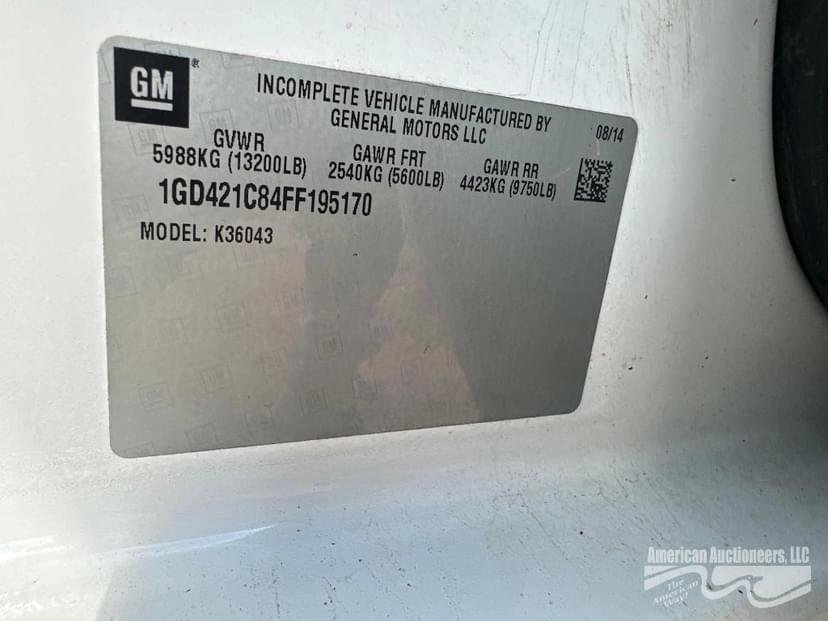 GM®
INCOMPLETE VEHICLE MANUFACTURED BY
GENERAL MOTORS LLC
08/14
GVWR GAWR FRT GAWR RR
5988KG (13200LB) 2540KG (5600LB) 4423KG (9750LB)
1GD421C84FF195170
MODEL: K36043
American Auctioneers, LLC
The
American
Way!